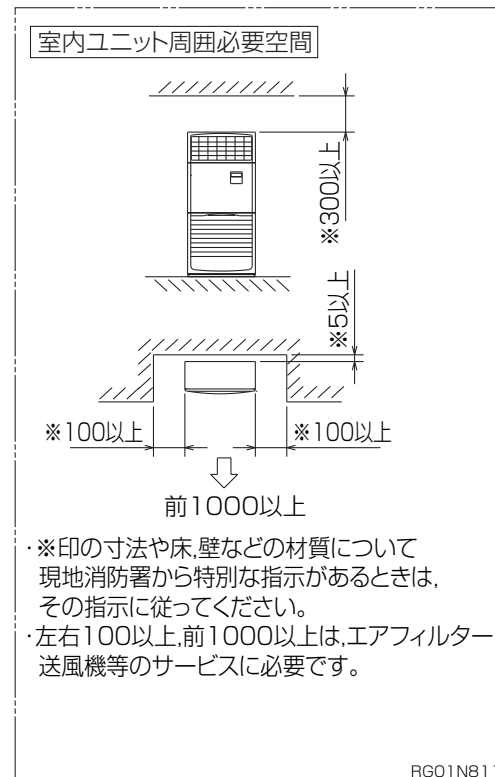 室内ユニット周囲必要空間
※300以上
※5以上
※100以上
※100以上
前1000以上
・※印の寸法や床,壁などの材質について
現地消防署から特別な指示があるときは,
その指示に従ってください。
・左右100以上,前1000以上は,エアフィルター
送風機等のサービスに必要です。